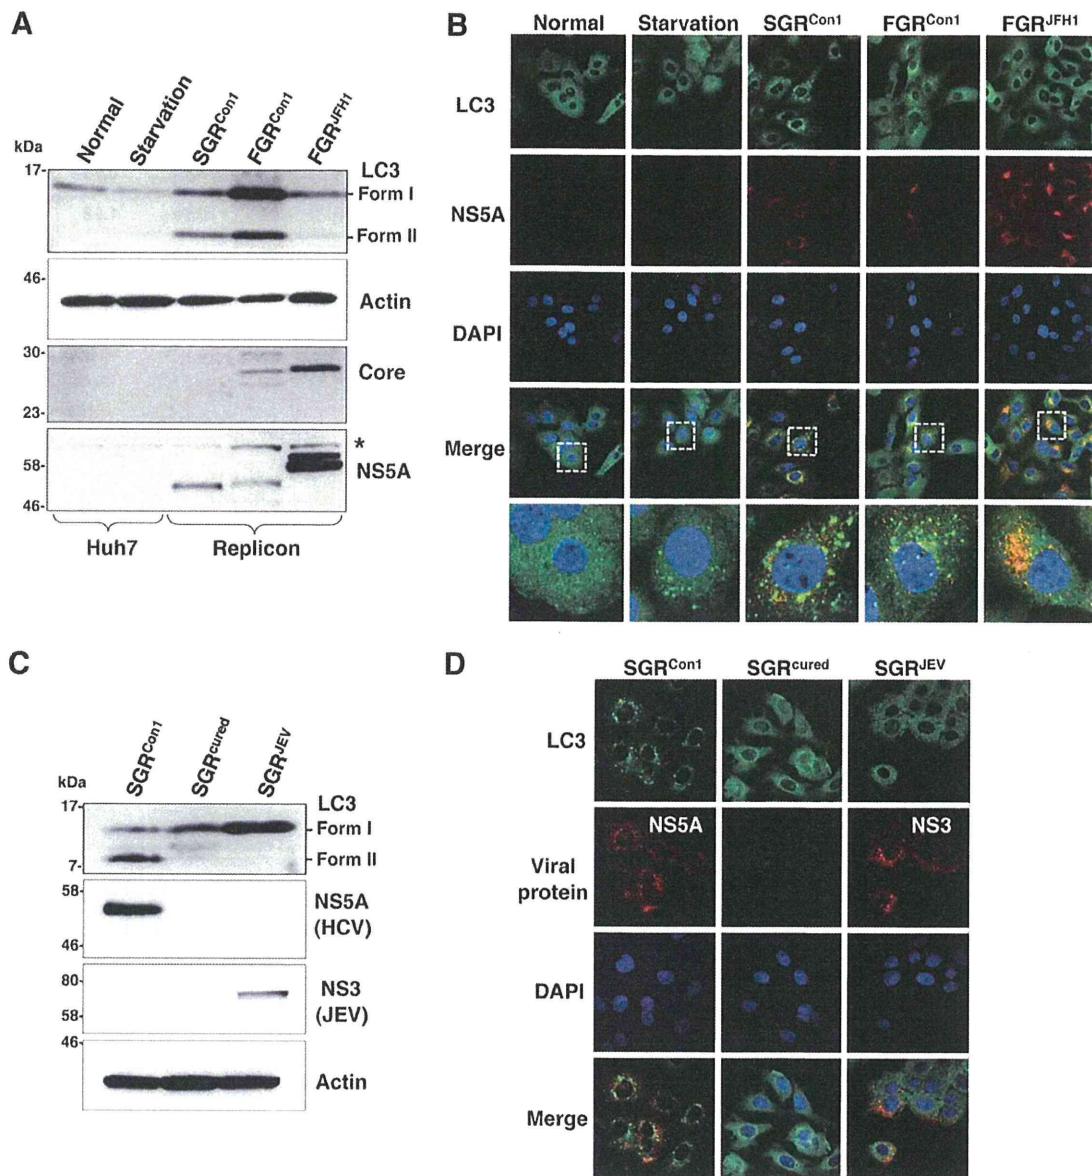 A
Normal Starvation SGRCon1 FGRCon1 FGRJFH1
kDa
17- LC3
Form I
Form II
46-
Actin
30-
Core
23-
*
58-
NS5A
46-
Huh7 Replicon
B
Normal Starvation SGRCon1 FGRCon1 FGRJFH1
LC3
NS5A
DAPI
Merge
C
SGRCon1 SGRcured SGRJEV
kDa
17- LC3
Form I
Form II
7-
58-
NS5A
(HCV)
46-
80-
NS3
(JEV)
58-
46-
Actin
D
SGRCon1 SGRcured SGRJEV
LC3
NS5A NS3
Viral
protein
DAPI
Merge